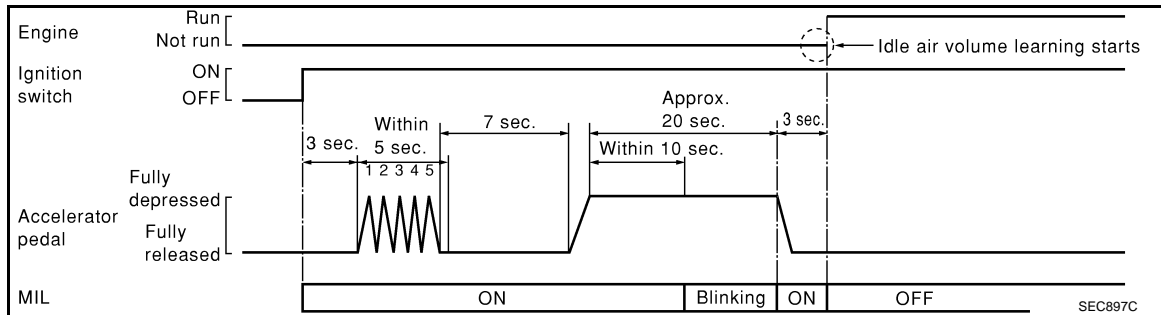 Engine
Run
Not run
Idle air volume learning starts
Ignition
switch
ON
OFF
3 sec.
Within
5 sec.
1 2 3 4 5
7 sec.
Approx.
20 sec.
Within 10 sec.
3 sec.
Accelerator
pedal
Fully
depressed
Fully
released
MIL
ON
Blinking
ON
OFF
SEC897C